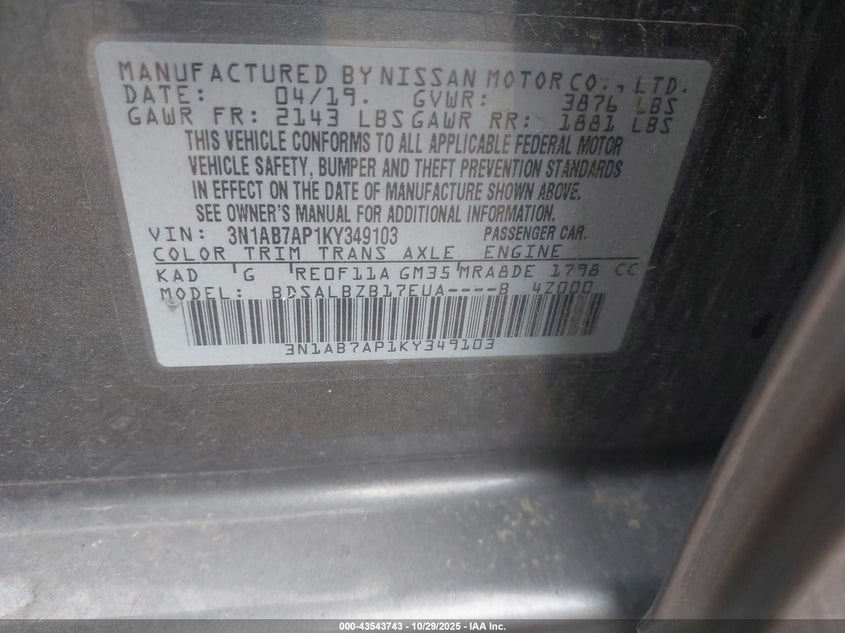 MANUFACTURED BY NISSAN MOTOR CO., LTD.
DATE: 04/19. GVWR: 3876 LBS
GAWR FR: 2143 LBS GAWR RR: 1881 LBS
THIS VEHICLE CONFORMS TO ALL APPLICABLE FEDERAL MOTOR
VEHICLE SAFETY, BUMPER AND THEFT PREVENTION STANDARDS
IN EFFECT ON THE DATE OF MANUFACTURE SHOWN ABOVE.
SEE OWNER'S MANUAL FOR ADDITIONAL INFORMATION.
VIN: 3N1AB7AP1KY349103 PASSENGER CAR.
COLOR TRIM TRANS AXLE ENGINE
KAD G RE0F11A GM35 MRA8DE 1798 CC
MODEL: BDSALBZB17EUA----B 4Z000
3N1AB7AP1KY349103
000-43543743 | 10/29/2025 | IAA Inc.